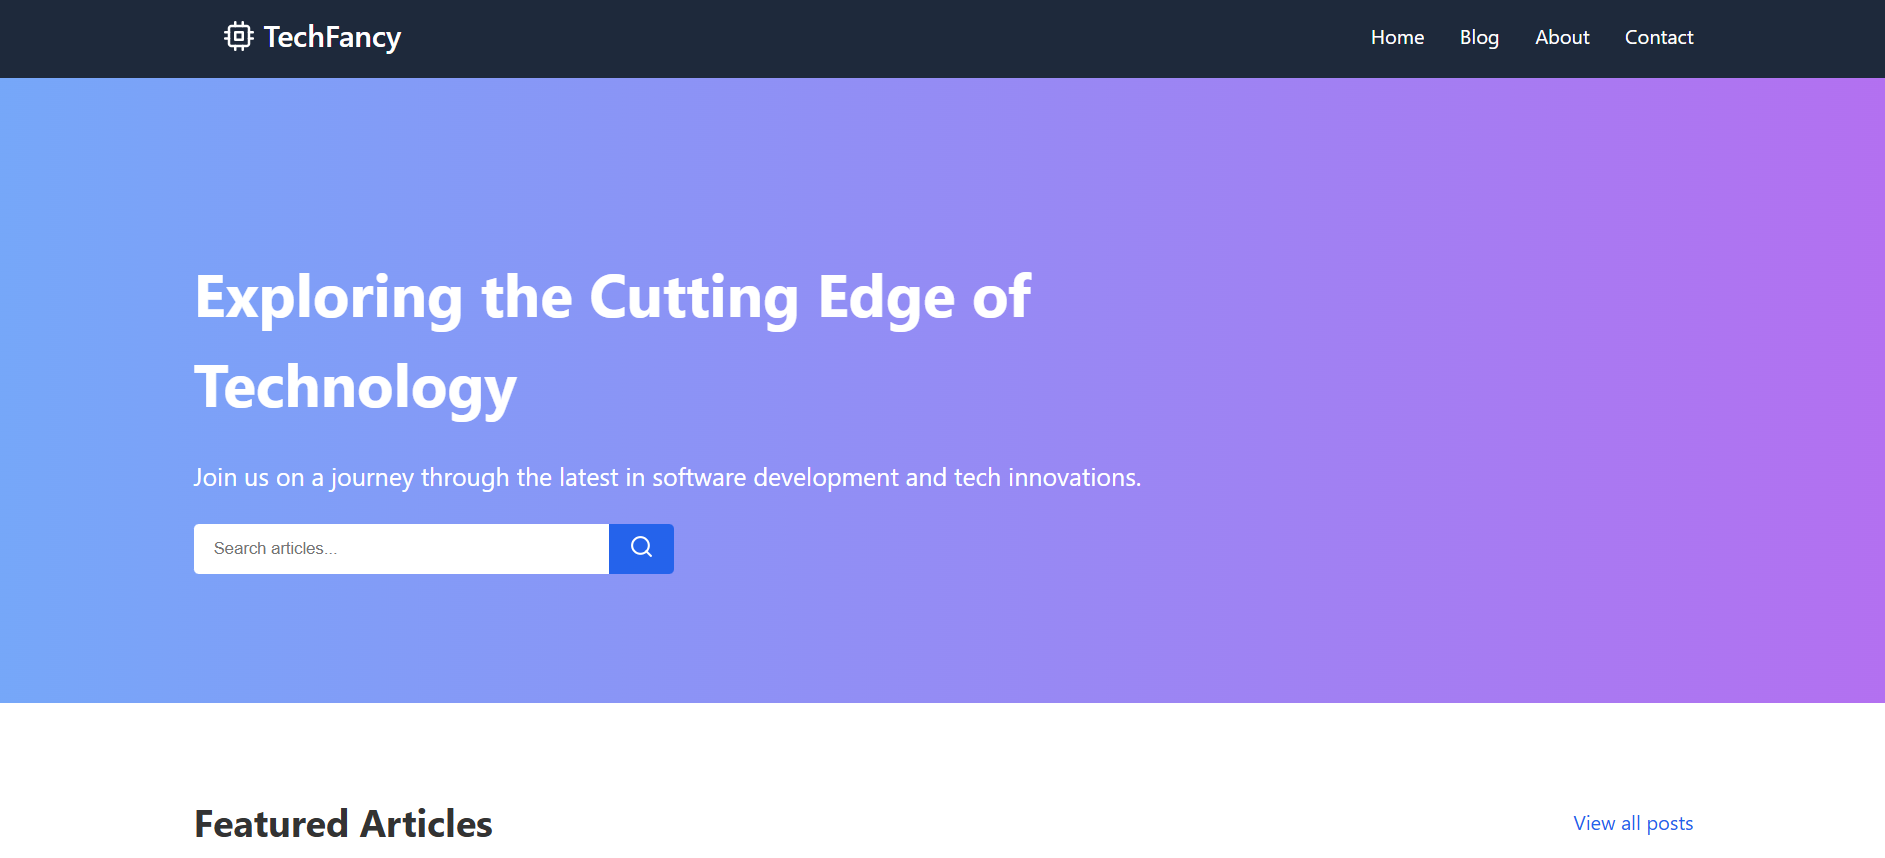 TechFancy
Home Blog About Contact
Exploring the Cutting Edge of
Technology
Join us on a journey through the latest in software development and tech innovations.
Search articles...
Featured Articles
View all posts